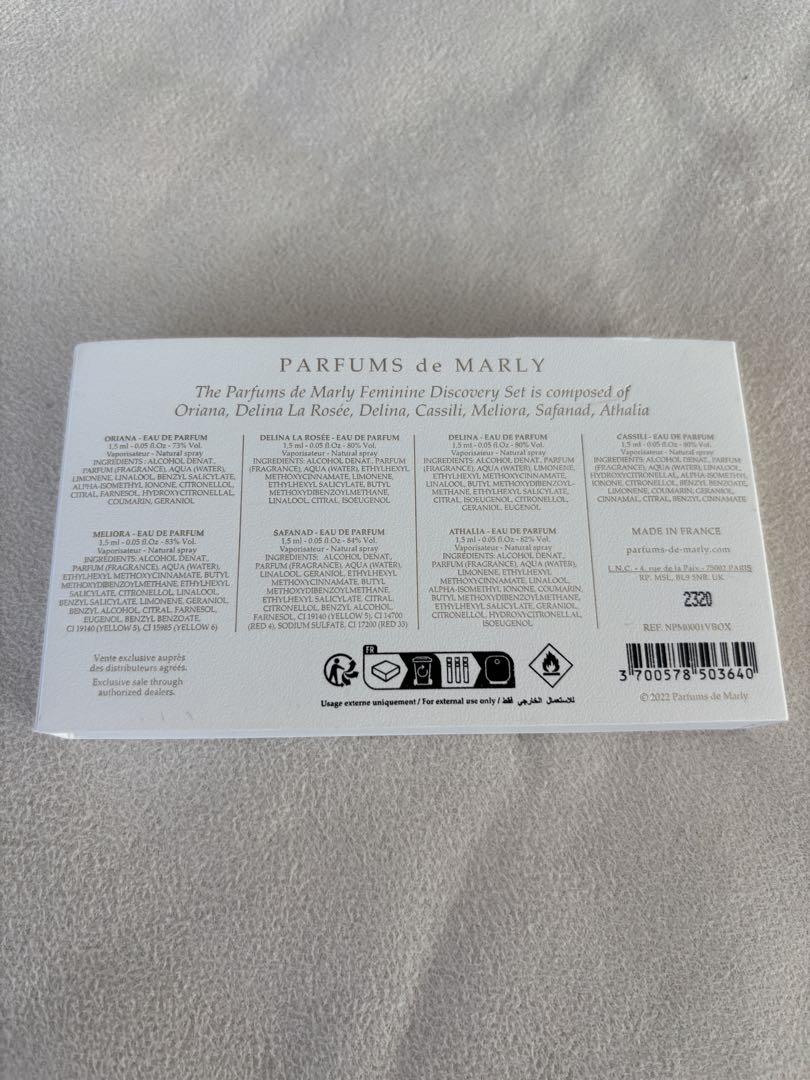 PARFUMS de MARLY
The Parfums de Marly Feminine Discovery Set is composed of
Oriana, Delina La Rosée, Delina, Cassili, Meliora, Safanad, Athalia
ORIANA - EAU DE PARFUM
1,5 ml - 0.05 fl.Oz - 73% Vol.
Vaporisateur - Natural spray
INGREDIENTS : ALCOHOL DENAT.,
PARFUM (FRAGRANCE), AQUA (WATER),
LIMONENE, LINALOOL, BENZYL SALICYLATE,
ALPHA-ISOMETHYL IONE, CITRONELLOL,
CITRAL, FARNESOL, HYDROXYCITRONELLAL,
COUMARIN, GERANIOL
DELINA LA ROSÉE - EAU DE PARFUM
1,5 ml - 0.05 fl.Oz - 80% Vol.
Vaporisateur - Natural spray
INGREDIENTS: ALCOHOL DENAT., PARFUM
(FRAGRANCE), AQUA (WATER), ETHYLHEXYL
METHOXYCINNAMATE, LIMONENE,
ETHYLHEXYL SALICYLATE, BUTYL
METHOXYDIBENZOYLMETHANE,
LINALOOL, CITRAL, ISOEUGENOL
DELINA - EAU DE PARFUM
1,5 ml - 0.05 fl.Oz - 80% Vol.
Vaporisateur - Natural spray
INGREDIENTS: ALCOHOL DENAT., PARFUM
(FRAGRANCE), AQUA (WATER), LIMONENE,
ETHYLHEXYL METHOXYCINNAMATE,
LINALOOL, BUTYL METHOXYDIBENZOYL-
METHANE, ETHYLHEXYL SALICYLATE,
CITRAL, ISOEUGENOL, CITRONELLOL,
GERANIOL, EUGENOL
CASSILI - EAU DE PARFUM
1,5 ml - 0.05 fl.Oz - 80% Vol.
Vaporisateur - Natural spray
INGREDIENTS: ALCOHOL DENAT., PARFUM
(FRAGRANCE), AQUA (WATER), LINALOOL,
HYDROXYCITRONELLAL, ALPHA-ISOMETHYL
IONONE, CITRONELLOL, BENZYL BENZOATE,
LIMONENE, COUMARIN, GERANIOL,
CINNAMAL, CITRAL, BENZYL CINNAMATE
MELIORA - EAU DE PARFUM
1,5 ml - 0.05 fl.Oz - 83% Vol.
Vaporisateur - Natural spray
INGREDIENTS: ALCOHOL DENAT.,
PARFUM (FRAGRANCE), AQUA (WATER),
ETHYLHEXYL METHOXYCINNAMATE, BUTYL
METHOXYDIBENZOYLMETHANE, ETHYLHEXYL
SALICYLATE, CITRONELLOL, LINALOOL,
BENZYL SALICYLATE, LIMONENE, GERANIOL,
BENZYL ALCOHOL, CITRAL, FARNESOL,
EUGENOL, BENZYL BENZOATE,
CI 19140 (YELLOW 5), CI 15985 (YELLOW 6)
SAFANAD - EAU DE PARFUM
1,5 ml - 0.05 fl.Oz - 84% Vol.
Vaporisateur - Natural spray
INGREDIENTS: ALCOHOL DENAT.,
PARFUM (FRAGRANCE), AQUA (WATER),
LINALOOL, GERANIOL, ETHYLHEXYL
METHOXYCINNAMATE, BUTYL
METHOXYDIBENZOYLMETHANE,
ETHYLHEXYL SALICYLATE, CITRAL,
CITRONELLOL, BENZYL ALCOHOL,
FARNESOL, CI 19140 (YELLOW 5), CI 14700
(RED 4), SODIUM SULFATE, CI 17200 (RED 33)
ATHALIA - EAU DE PARFUM
1,5 ml - 0.05 fl.Oz - 82% Vol.
Vaporisateur - Natural spray
INGREDIENTS: ALCOHOL DENAT.,
PARFUM (FRAGRANCE), AQUA (WATER),
LIMONENE, ETHYLHEXYL
METHOXYCINNAMATE, LINALOOL,
ALPHA-ISOMETHYL IONONE, COUMARIN,
BUTYL METHOXYDIBENZOYLMETHANE,
ETHYLHEXYL SALICYLATE, GERANIOL,
CITRONELLOL, HYDROXYCITRONELLAL,
ISOEUGENOL
MADE IN FRANCE
parfums-de-marly.com
L.N.C. - 4, rue de la Paix - 75002 PARIS
RP. MSL, BL9 5NB. UK
2320
REF. NPM0001VBOX
Vente exclusive auprès
des distributeurs agréés.
Exclusive sale through
authorized dealers.
FR
Usage externe uniquement / For external use only / للاستعمال الخارجي فقط
3 700578 503640
© 2022 Parfums de Marly